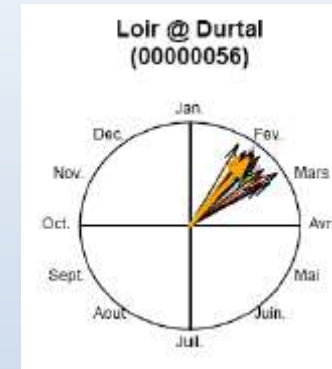 Loir @ Durtal
(00000056)
Jan.
Dec. Fev.
Nov. Mars
Oct. Avr
Sept. Mai
Aout Juin.
Juil.